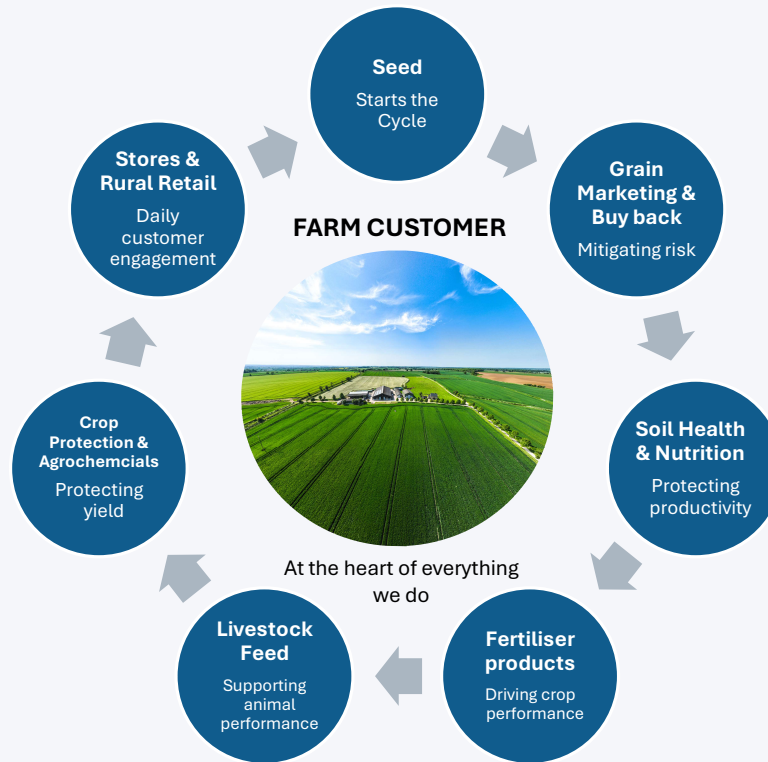 Seed
Starts the
Cycle
Grain
Marketing &
Buy back
Mitigating risk
Soil Health
& Nutrition
Protecting
productivity
Fertiliser
products
Driving crop
performance
Livestock
Feed
Supporting
animal
performance
Crop
Protection &
Agrochemcials
Protecting
yield
Stores &
Rural Retail
Daily
customer
engagement
FARM CUSTOMER
At the heart of everything
we do